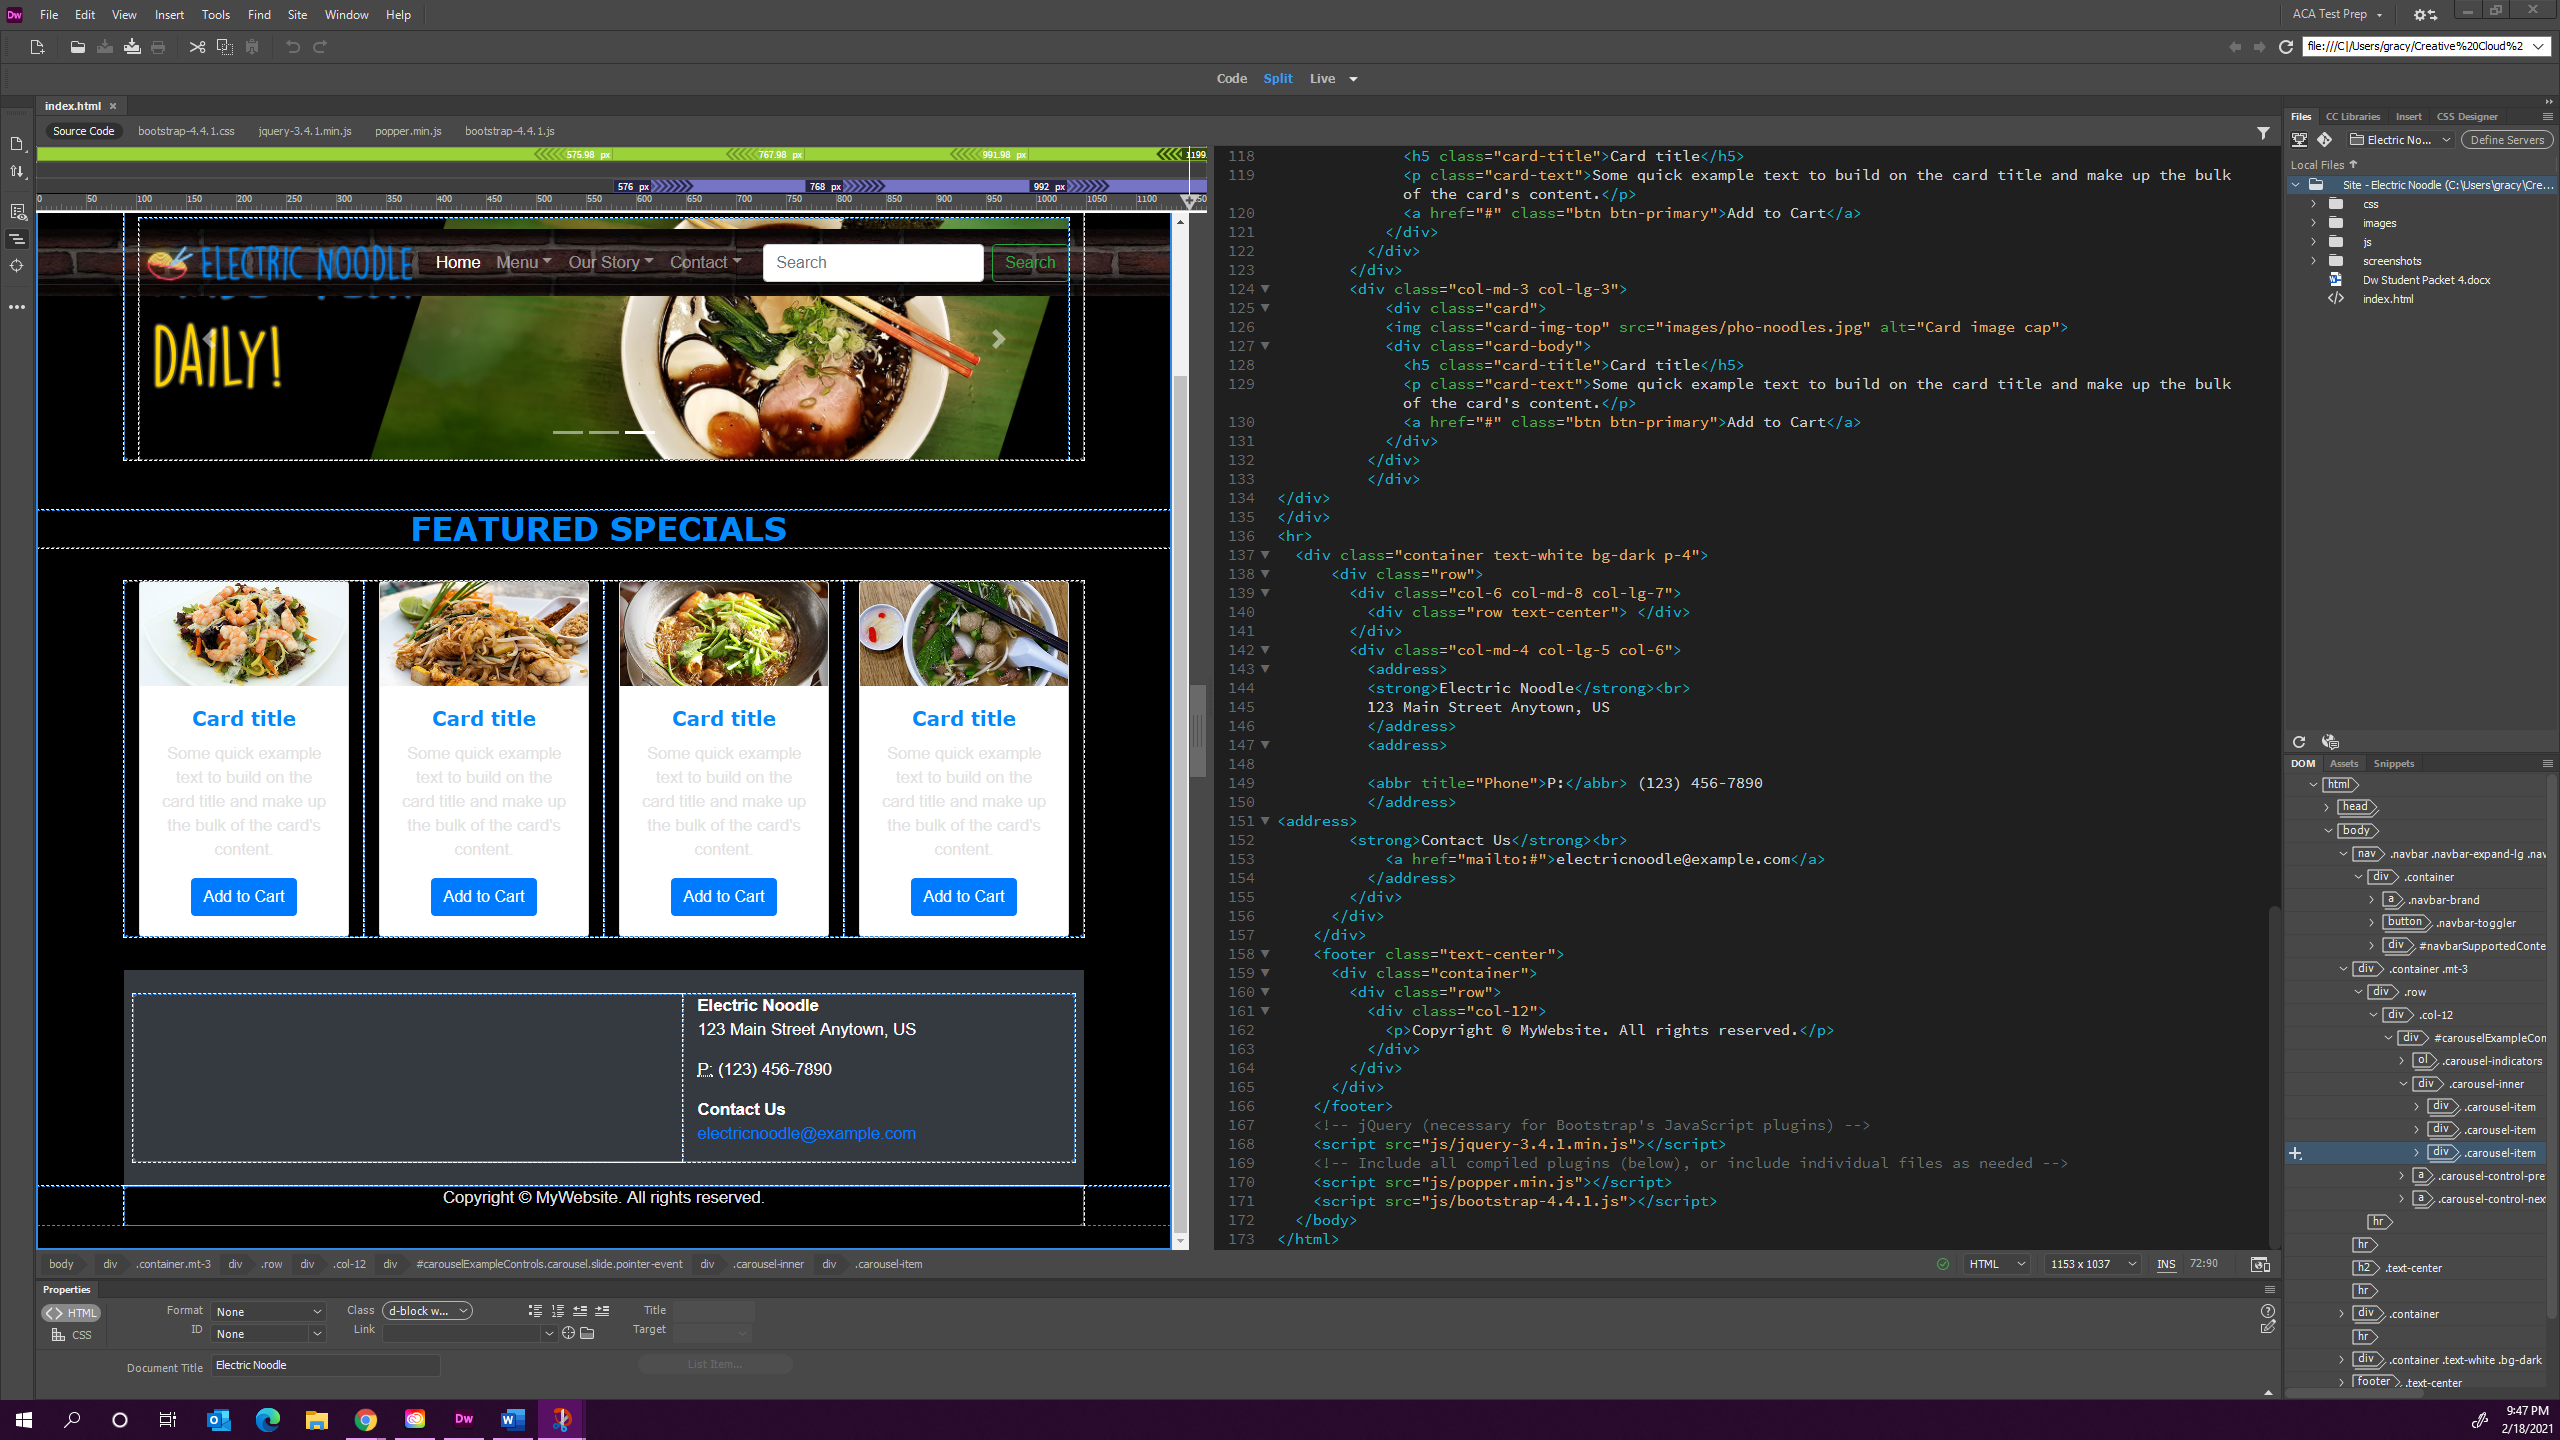 Dw File Edit View Insert Tools Find Site Window Help
ACA Test Prep
file:///C|/Users/gracy/Creative%20Cloud%2
Code Split Live
index.html
Source Code bootstrap-4.4.1.css jquery-3.4.1.min.js popper.min.js bootstrap-4.4.1.js
575.98 px 767.98 px 991.98 px 1199.
576 px 768 px 992 px
0 50 100 150 200 250 300 350 400 450 500 550 600 650 700 750 800 850 900 950 1000 1050 1100
ELECTRIC NOODLE Home Menu Our Story Contact Search Search
DAILY!
FEATURED SPECIALS
Card title Card title Card title Card title
Some quick example Some quick example Some quick example Some quick example
text to build on the text to build on the text to build on the text to build on the
card title and make up card title and make up card title and make up card title and make up
the bulk of the card's the bulk of the card's the bulk of the card's the bulk of the card's
content. content. content. content.
Add to Cart Add to Cart Add to Cart Add to Cart
Electric Noodle
123 Main Street Anytown, US
P: (123) 456-7890
Contact Us
electricnoodle@example.com
Copyright © MyWebsite. All rights reserved.
118 <h5 class="card-title">Card title</h5>
119 <p class="card-text">Some quick example text to build on the card title and make up the bulk
of the card's content.</p>
120 <a href="#" class="btn btn-primary">Add to Cart</a>
121 </div>
122 </div>
123 </div>
124 <div class="col-md-3 col-lg-3">
125 <div class="card">
126 <img class="card-img-top" src="images/pho-noodles.jpg" alt="Card image cap">
127 <div class="card-body">
128 <h5 class="card-title">Card title</h5>
129 <p class="card-text">Some quick example text to build on the card title and make up the bulk
of the card's content.</p>
130 <a href="#" class="btn btn-primary">Add to Cart</a>
131 </div>
132 </div>
133 </div>
134 </div>
135 </div>
136 <hr>
137 <div class="container text-white bg-dark p-4">
138 <div class="row">
139 <div class="col-6 col-md-8 col-lg-7">
140 <div class="row text-center"> </div>
141 </div>
142 <div class="col-md-4 col-lg-5 col-6">
143 <address>
144 <strong>Electric Noodle</strong><br>
145 123 Main Street Anytown, US
146 </address>
147 <address>
148
149 <abbr title="Phone">P:</abbr> (123) 456-7890
150 </address>
151 <address>
152 <strong>Contact Us</strong><br>
153 <a href="mailto:#">electricnoodle@example.com</a>
154 </address>
155 </div>
156 </div>
157 </div>
158 <footer class="text-center">
159 <div class="container">
160 <div class="row">
161 <div class="col-12">
162 <p>Copyright © MyWebsite. All rights reserved.</p>
163 </div>
164 </div>
165 </div>
166 </footer>
167 <!-- jQuery (necessary for Bootstrap's JavaScript plugins) -->
168 <script src="js/jquery-3.4.1.min.js"></script>
169 <!-- Include all compiled plugins (below), or include individual files as needed -->
170 <script src="js/popper.min.js"></script>
171 <script src="js/bootstrap-4.4.1.js"></script>
172 </body>
173 </html>
Files CC Libraries Insert CSS Designer
Electric No... Define Servers
Local Files
Site - Electric Noodle (C:\Users\gracy\Cre...
css
images
js
screenshots
Dw Student Packet 4.docx
index.html
DOM Assets Snippets
html
head
body
nav .navbar .navbar-expand-lg .nav
div .container
a .navbar-brand
button .navbar-toggler
div #navbarSupportedConte
div .container .mt-3
div .row
div .col-12
div #carouselExampleCon
ol .carousel-indicators
div .carousel-inner
div .carousel-item
div .carousel-item
div .carousel-item
a .carousel-control-pre
a .carousel-control-nex
hr
hr
h2 .text-center
hr
div .container
hr
div .container .text-white .bg-dark
footer .text-center
body div .container.mt-3 div .row div .col-12 div #carouselExampleControls.carousel.slide.pointer-event div .carousel-inner div .carousel-item
HTML 1153 x 1037 INS 72:90
Properties
HTML Format None Class d-block w... Title
CSS ID None Link Target
Document Title Electric Noodle List Item...
9:47 PM
2/18/2021